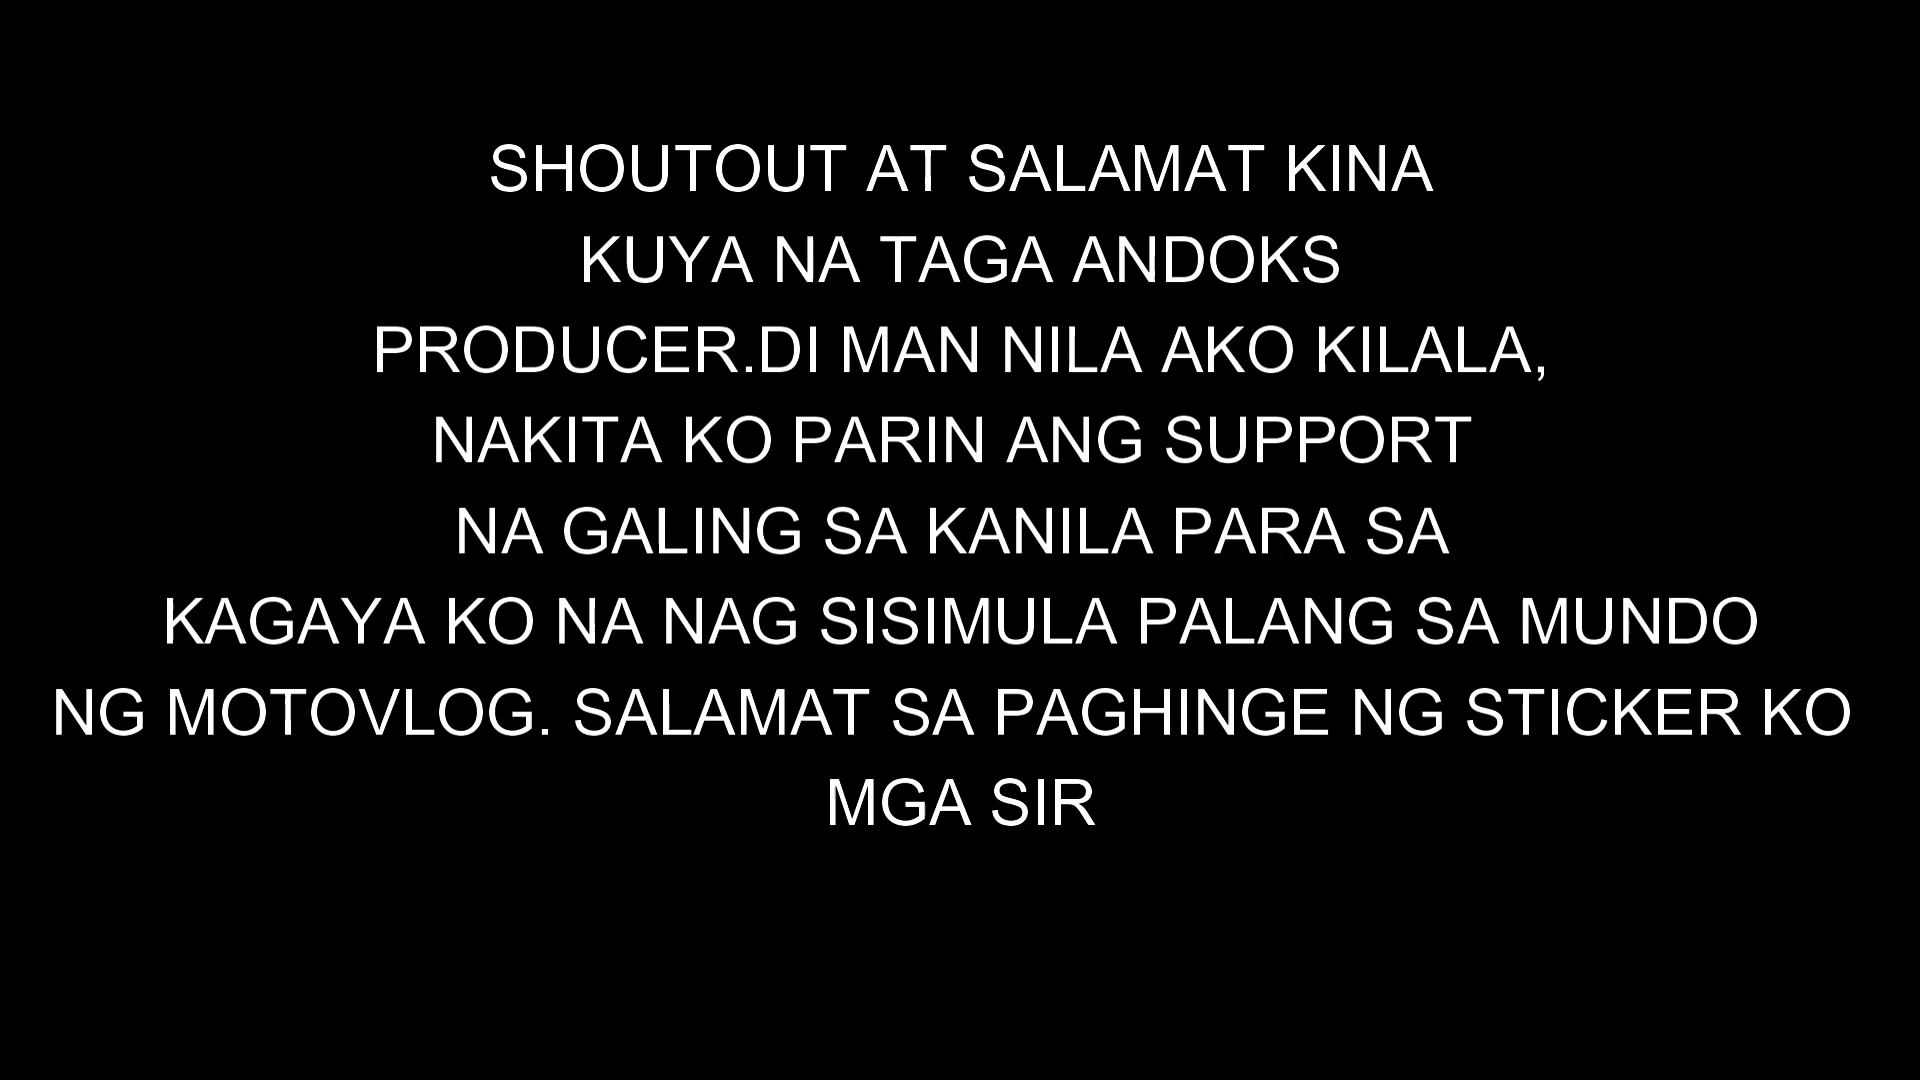 SHOUTOUT AT SALAMAT KINA
KUYA NA TAGA ANDOKS
PRODUCER.DI MAN NILA AKO KILALA,
NAKITA KO PARIN ANG SUPPORT
NA GALING SA KANILA PARA SA
KAGAYA KO NA NAG SISIMULA PALANG SA MUNDO
NG MOTOVLOG. SALAMAT SA PAGHINGE NG STICKER KO
MGA SIR